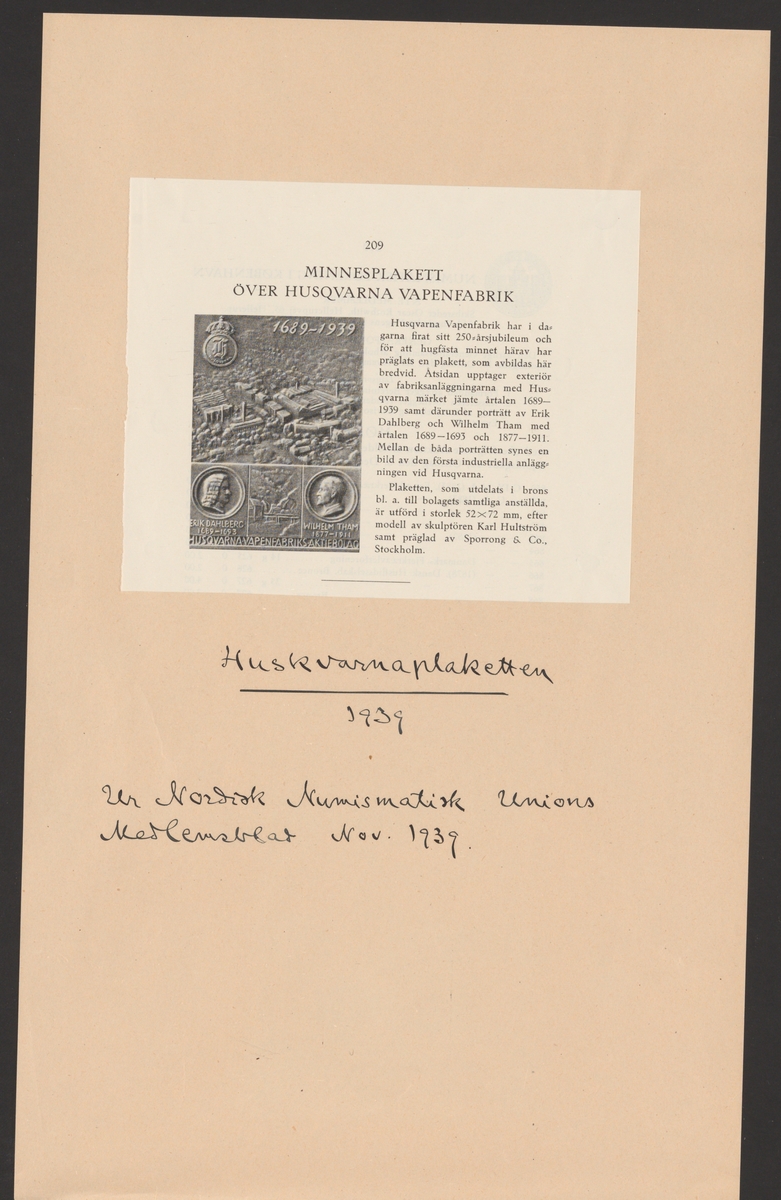 209
MINNESPLAKETT
ÖVER HUSQVARNA VAPENFABRIK
1689-1939
ERIK DAHLBERG
1689-1693
WILHELM THAM
1877-1911
HUSQVARNA VAPENFABRIKS AKTIEBOLAG
Husqvarna Vapenfabrik har i da-
garna firat sitt 250-årsjubileum och
för att hugfästa minnet härav har
präglats en plakett, som avbildas här
bredvid. Åtsidan upptager exteriör
av fabriksanläggningarna med Hus-
qvarna märket jämte årtalen 1689—
1939 samt därunder porträtt av Erik
Dahlberg och Wilhelm Tham med
årtalen 1689—1693 och 1877—1911.
Mellan de båda porträtten synes en
bild av den första industriella anlägg-
ningen vid Husqvarna.
Plaketten, som utdelats i brons
bl. a. till bolagets samtliga anställda,
är utförd i storlek 52×72 mm, efter
modell av skulptören Karl Hultström
samt präglad av Sporrong & Co.,
Stockholm.
Huskvarnaplaketten
1939
Ur Nordisk Numismatisk Unions
Medlemsblad Nov. 1939.